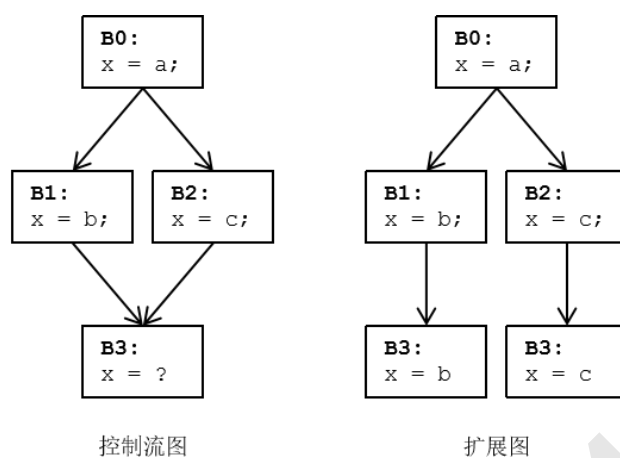 B0:
x = a;
B1:
x = b;
B2:
x = c;
B3:
x = ?
控制流图
B0:
x = a;
B1:
x = b;
B2:
x = c;
B3:
x = b
B3:
x = c
扩展图